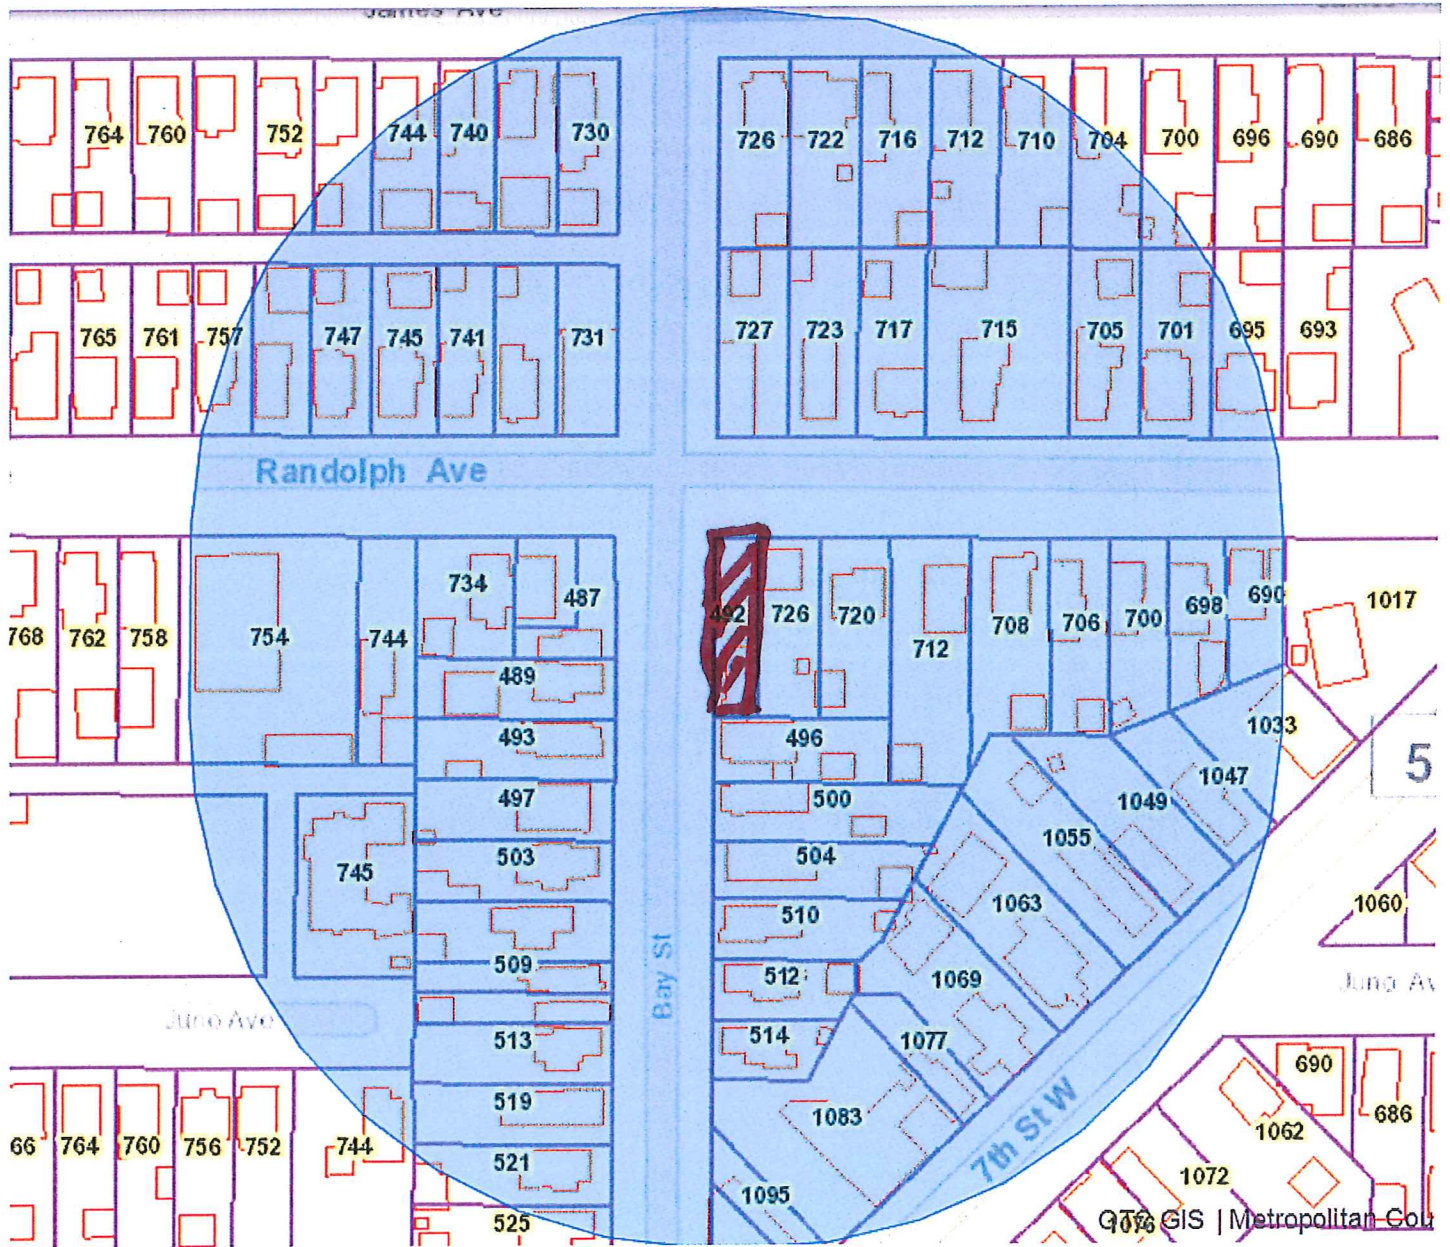 James Ave
764 760 752 744 740 730 726 722 716 712 710 704 700 696 690 686
765 761 757 747 745 741 731 727 723 717 715 705 701 695 693
Randolph Ave
768 762 758 754 744 734 487 492 726 720 712 708 706 700 698 690 1017
489
493 496 1033
497 500 1047 5
1049
503 504 1055
745
510 1063 1060
509 512 1069
Bay St
Juno Ave
513 514 1077
519 1083 690
66 764 760 756 752 744 686
1062
521 7th St W 1072
1095
525 1076 GIS | Metropolitan Cou